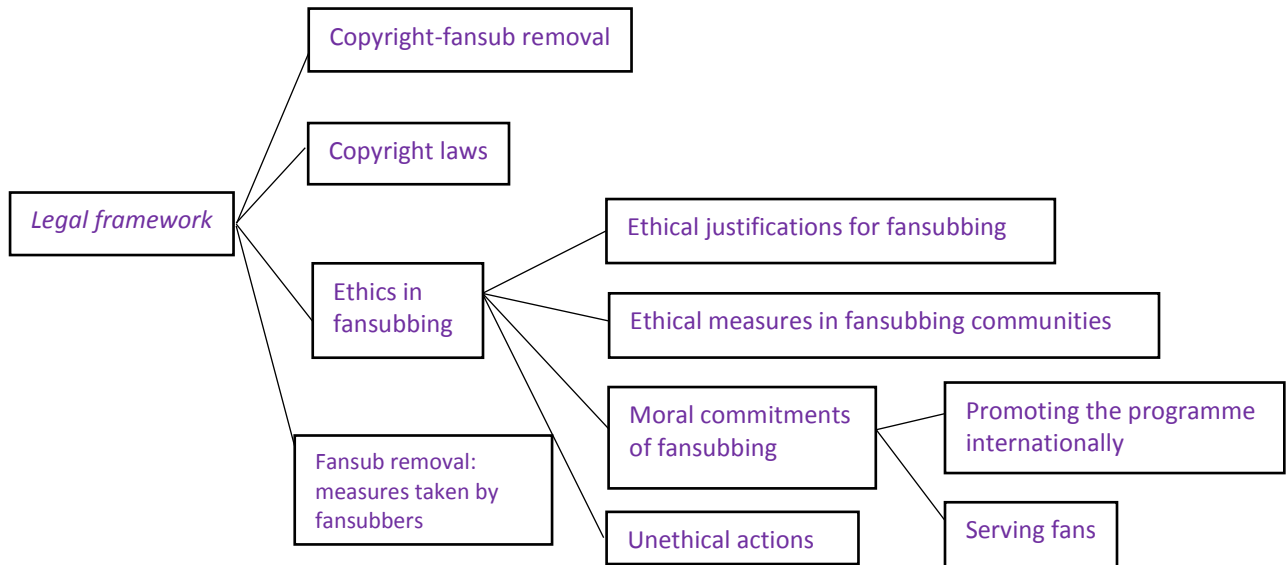 Copyright-fansub removal
Copyright laws
Legal framework
Ethical justifications for fansubbing
Ethics in
fansubbing
Ethical measures in fansubbing communities
Moral commitments
of fansubbing
Promoting the programme
internationally
Fansub removal:
measures taken by
fansubbers
Unethical actions
Serving fans